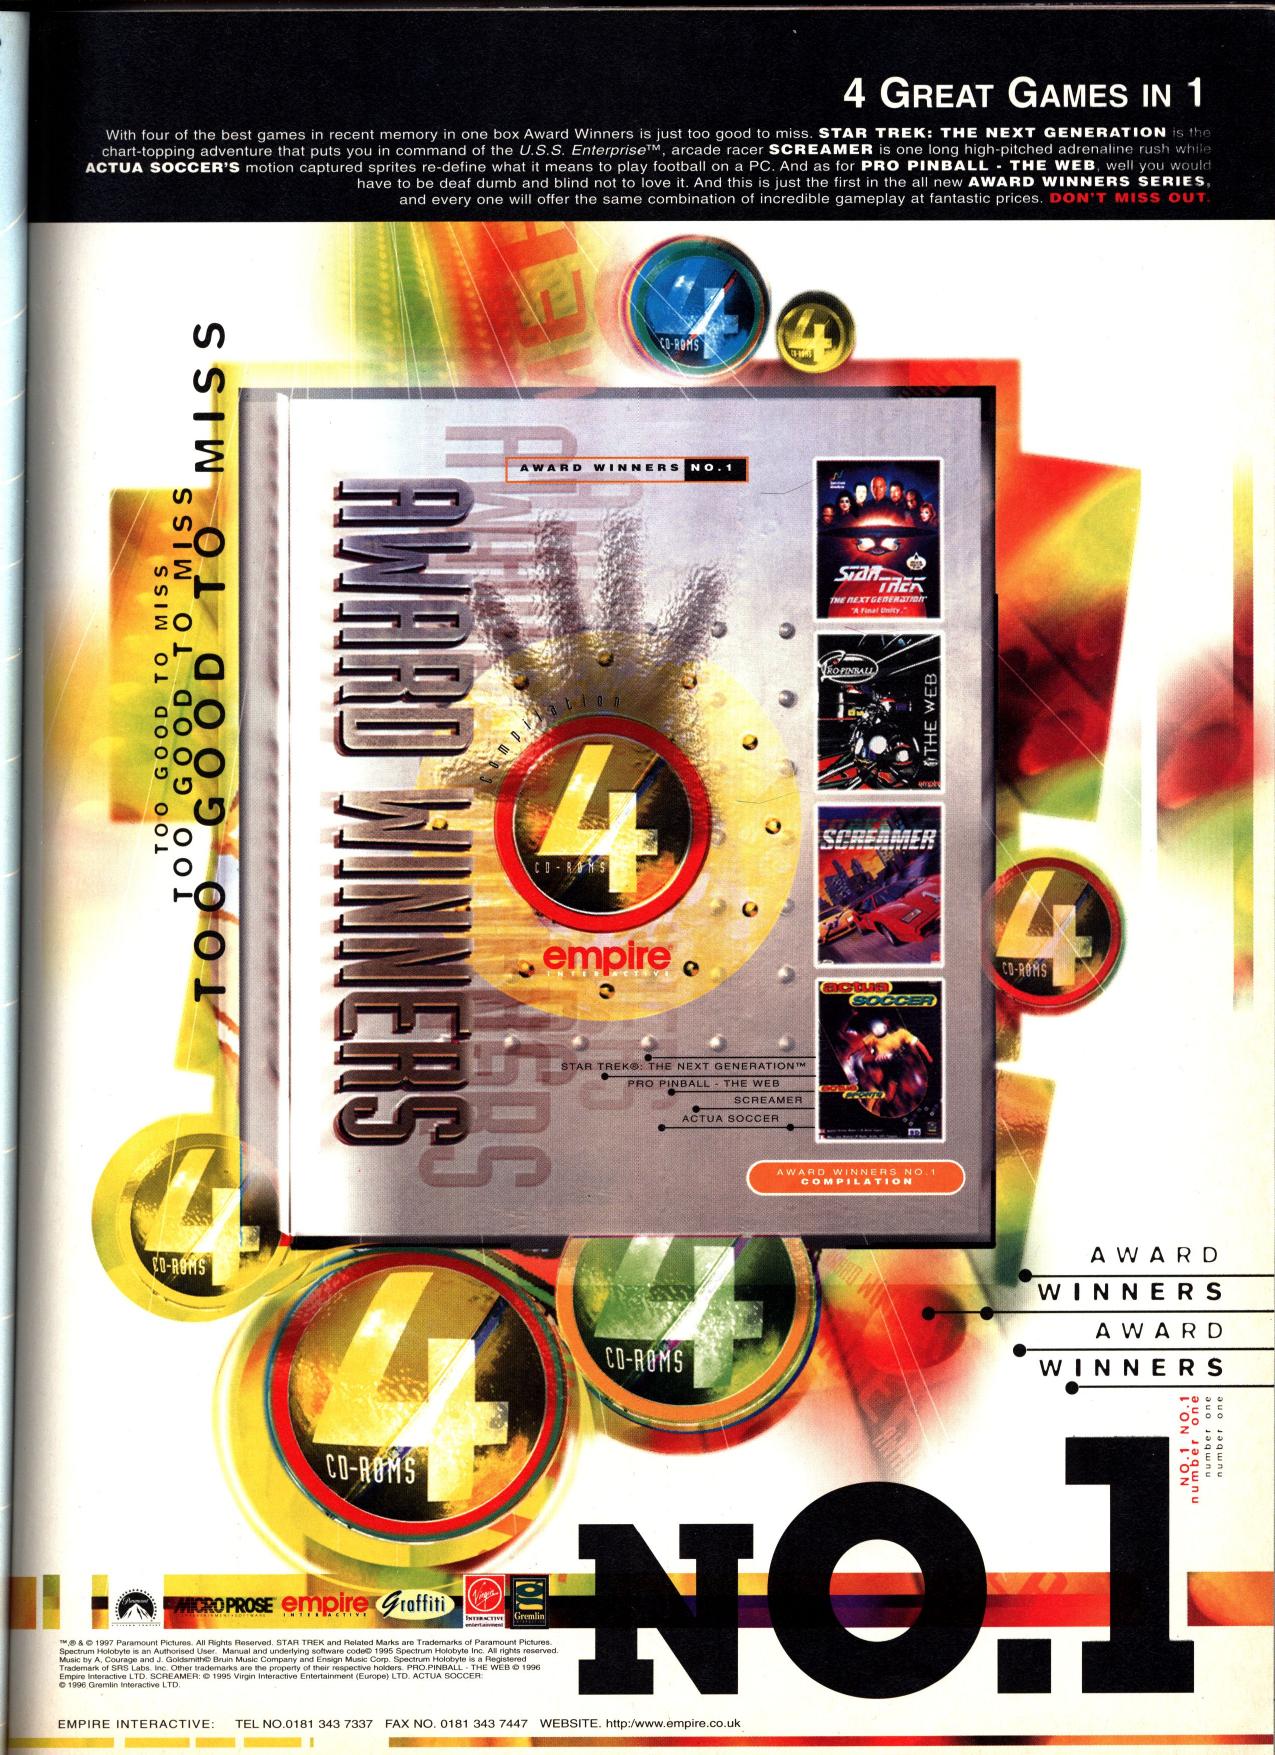 4 GREAT GAMES IN 1
With four of the best games in recent memory in one box Award Winners is just too good to miss. STAR TREK: THE NEXT GENERATION is the
chart-topping adventure that puts you in command of the U.S.S. Enterprise™, arcade racer SCREAMER is one long high-pitched adrenaline rush while
ACTUA SOCCER'S motion captured sprites re-define what it means to play football on a PC. And as for PRO PINBALL - THE WEB, well you would
have to be deaf dumb and blind not to love it. And this is just the first in the all new AWARD WINNERS SERIES,
and every one will offer the same combination of incredible gameplay at fantastic prices. DON'T MISS OUT.
4
CD-ROMS
4
CD-ROMS
TOO GOOD TO MISS
TOO GOOD TO MISS
TOO GOOD TO MISS
AWARD WINNERS NO.1
AWARD WINNERS
AWARD WINNERS
STAR TREK
THE NEXT GENERATION
"A Final Unity"
PRO PINBALL
THE WEB
empire
SCREAMER
actua
SOCCER
actua
sports
Compilation
4
CD-ROMS
empire
INTERACTIVE
STAR TREK®: THE NEXT GENERATION™
PRO PINBALL - THE WEB
SCREAMER
ACTUA SOCCER
AWARD WINNERS NO.1
COMPILATION
4
CD-ROMS
4
CD-ROMS
4
CD-ROMS
4
CD-ROMS
AWARD
WINNERS
AWARD
WINNERS
NO.1 NO.1
number one
number one
number one
NO.1
Paramount
MICROPROSE
empire
INTERACTIVE
Graffiti
Virgin
INTERACTIVE
entertainment
Gremlin
™,® & © 1997 Paramount Pictures. All Rights Reserved. STAR TREK and Related Marks are Trademarks of Paramount Pictures.
Spectrum Holobyte is an Authorised User. Manual and underlying software code© 1995 Spectrum Holobyte Inc. All rights reserved.
Music by A, Courage and J. Goldsmith© Bruin Music Company and Ensign Music Corp. Spectrum Holobyte is a Registered
Trademark of SRS Labs. Inc. Other trademarks are the property of their respective holders. PRO.PINBALL - THE WEB © 1996
Empire Interactive LTD. SCREAMER: © 1995 Virgin Interactive Entertainment (Europe) LTD. ACTUA SOCCER:
© 1996 Gremlin Interactive LTD.
EMPIRE INTERACTIVE: TEL NO.0181 343 7337 FAX NO. 0181 343 7447 WEBSITE. http:/www.empire.co.uk